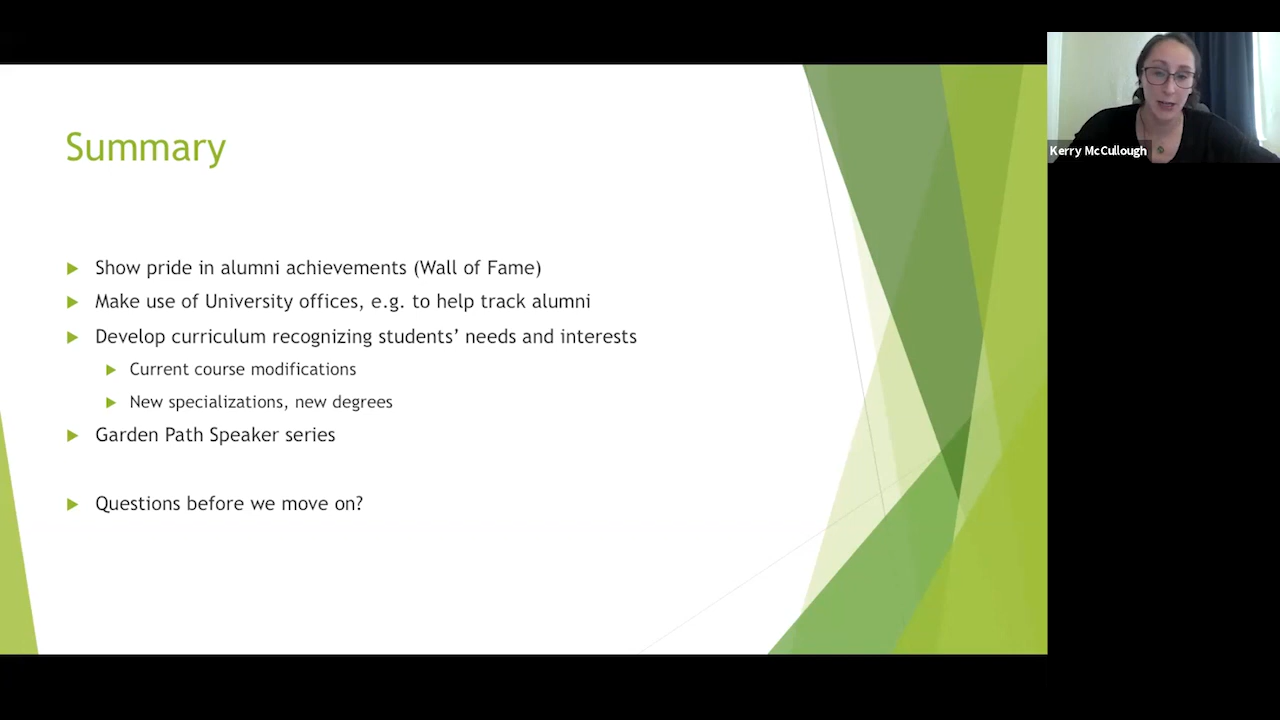 Summary
Show pride in alumni achievements (Wall of Fame)
Make use of University offices, e.g. to help track alumni
Develop curriculum recognizing students’ needs and interests
Current course modifications
New specializations, new degrees
Garden Path Speaker series
Questions before we move on?
Kerry McCullough